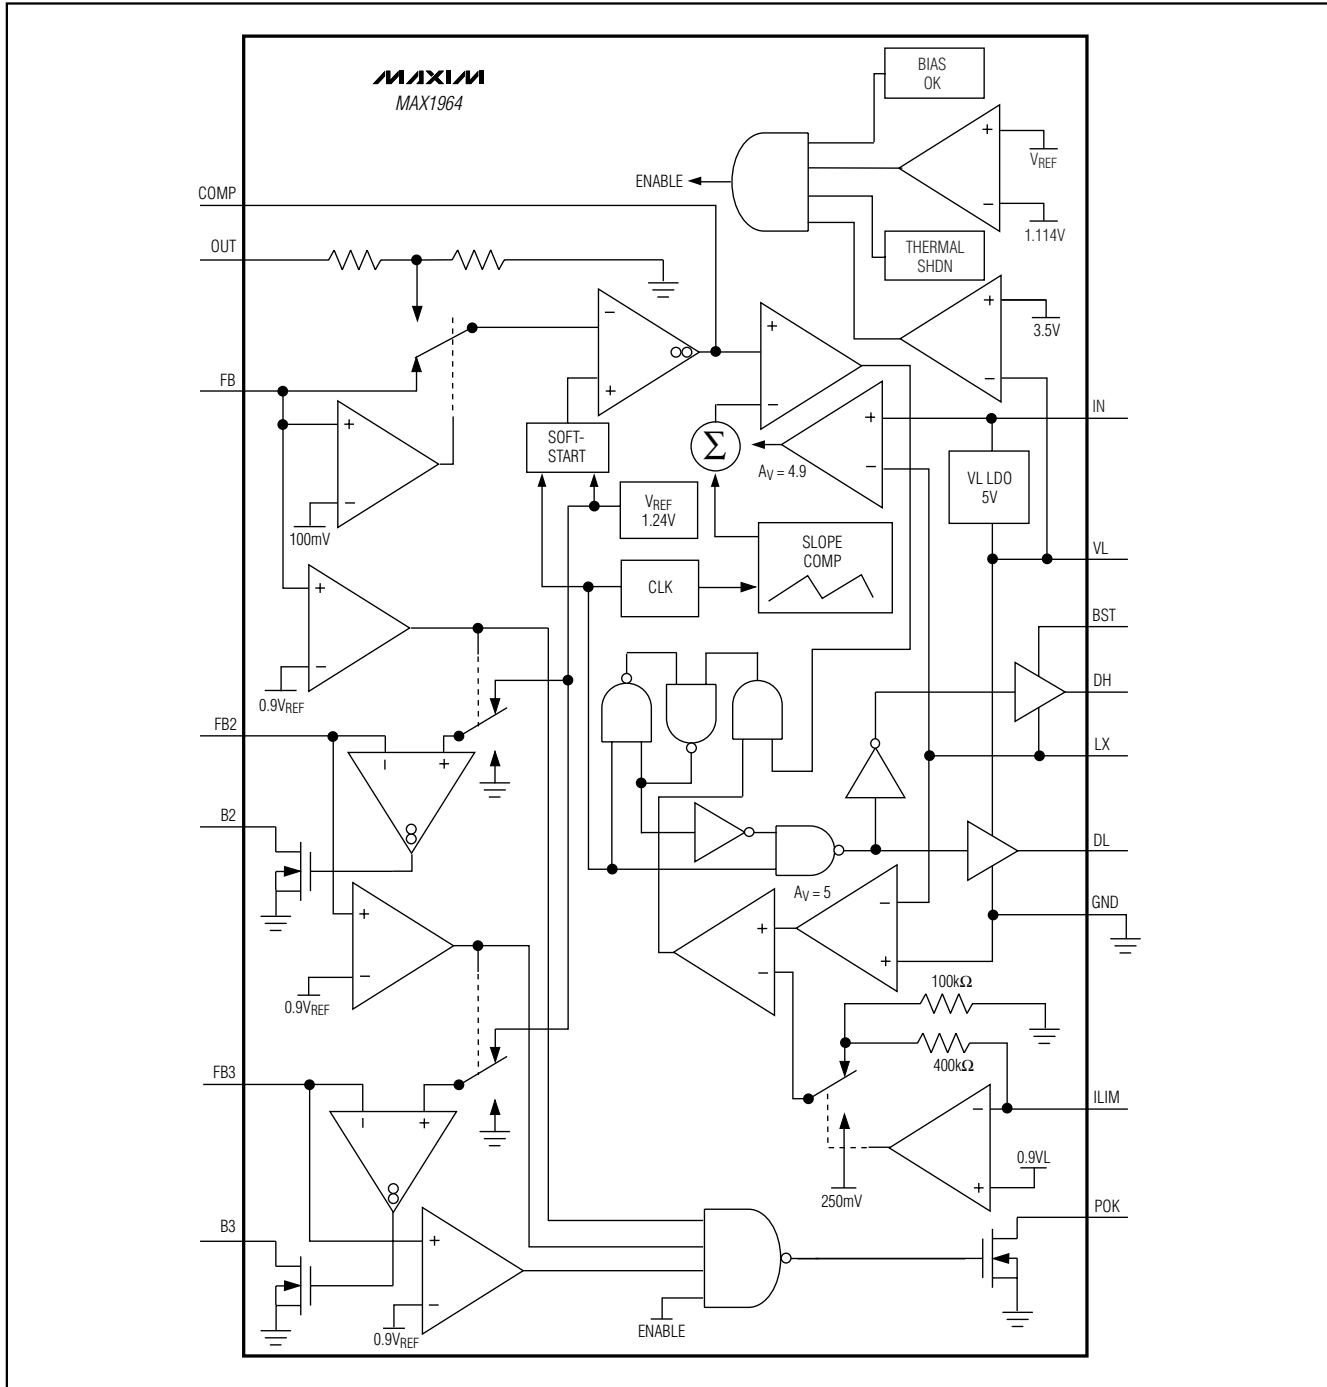 MAXIM
MAX1964
BIAS
OK
+
VREF
−
1.114V
ENABLE
THERMAL
SHDN
COMP
OUT
+
3.5V
−
−
+
+
−
FB
+
−
100mV
SOFT-
START
Σ
AV = 4.9
+
−
IN
VL LDO
5V
VREF
1.24V
SLOPE
COMP
CLK
VL
+
−
0.9VREF
BST
DH
LX
FB2
−
+
B2
DL
+
−
0.9VREF
AV = 5
−
+
+
−
GND
100kΩ
400kΩ
FB3
−
+
ILIM
−
+
0.9VL
250mV
B3
+
−
0.9VREF
ENABLE
POK